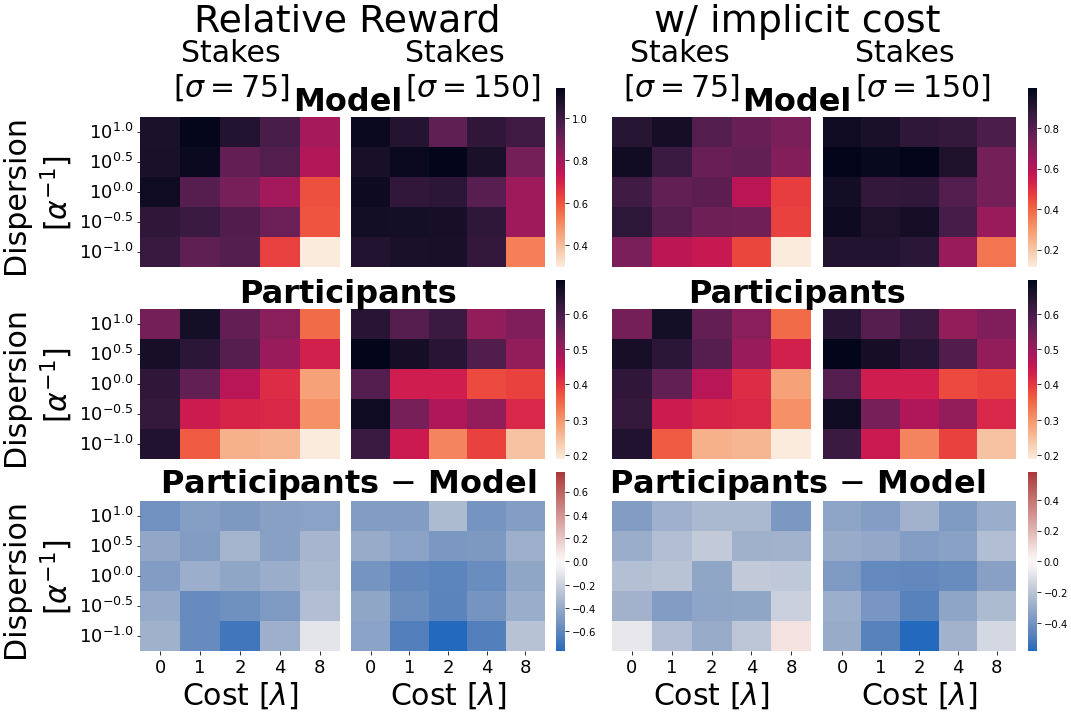 Relative Reward
w/ implicit cost
Stakes
[σ = 75]
Stakes
[σ = 150]
Stakes
[σ = 75]
Stakes
[σ = 150]
Model
Model
Dispersion
[α⁻¹]
10^1.0
10^0.5
10^0.0
10^−0.5
10^−1.0
1.0
0.8
0.6
0.4
0.8
0.6
0.4
0.2
Participants
Participants
Dispersion
[α⁻¹]
10^1.0
10^0.5
10^0.0
10^−0.5
10^−1.0
0.6
0.5
0.4
0.3
0.2
0.6
0.5
0.4
0.3
0.2
Participants − Model
Participants − Model
Dispersion
[α⁻¹]
10^1.0
10^0.5
10^0.0
10^−0.5
10^−1.0
0.6
0.4
0.2
0.0
−0.2
−0.4
−0.6
0.4
0.2
0.0
−0.2
−0.4
0 1 2 4 8
0 1 2 4 8
0 1 2 4 8
0 1 2 4 8
Cost [λ]
Cost [λ]
Cost [λ]
Cost [λ]